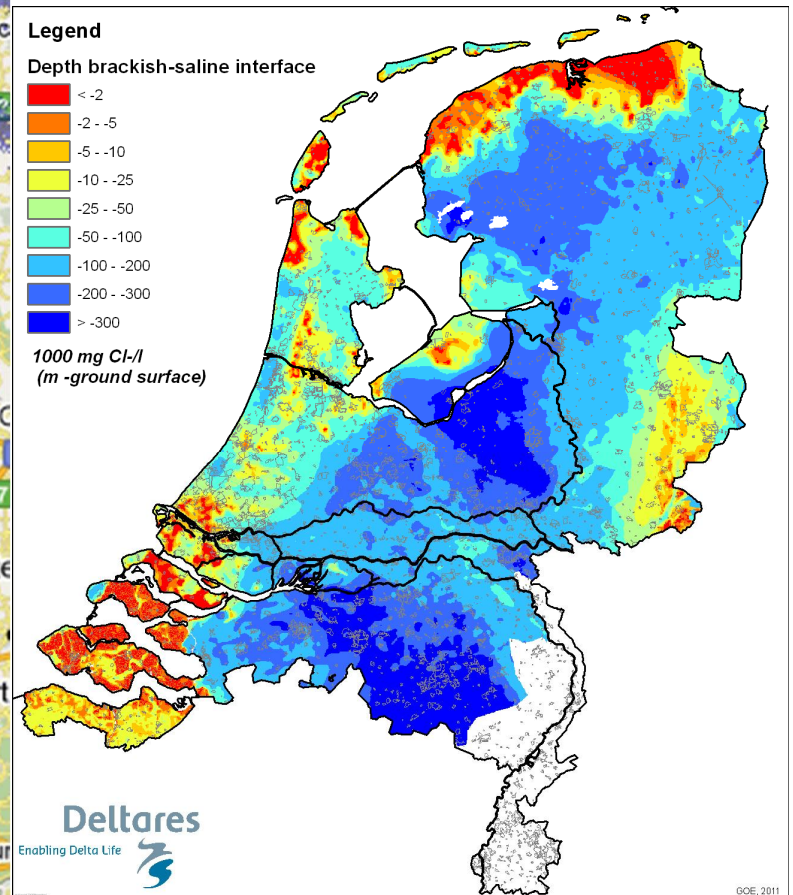 Legend
Depth brackish-saline interface
< -2
-2 - -5
-5 - -10
-10 - -25
-25 - -50
-50 - -100
-100 - -200
-200 - -300
> -300
1000 mg Cl-/l
(m -ground surface)
Deltares
Enabling Delta Life
GOE, 2011